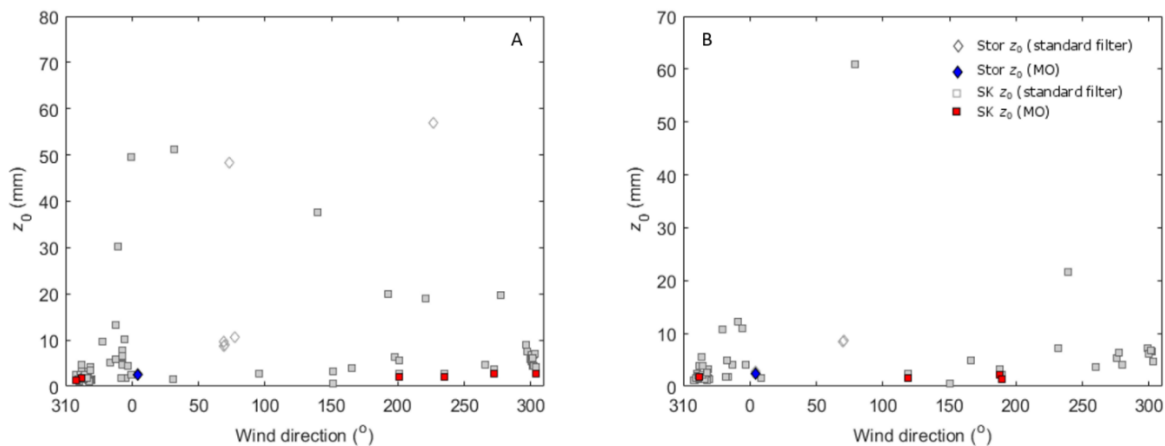 80
70
60
50
40
30
20
10
0
z0 (mm)
A
310 0 50 100 150 200 250 300
Wind direction (o)
70
60
50
40
30
20
10
0
z0 (mm)
B
Stor z0 (standard filter)
Stor z0 (MO)
SK z0 (standard filter)
SK z0 (MO)
310 0 50 100 150 200 250 300
Wind direction (o)